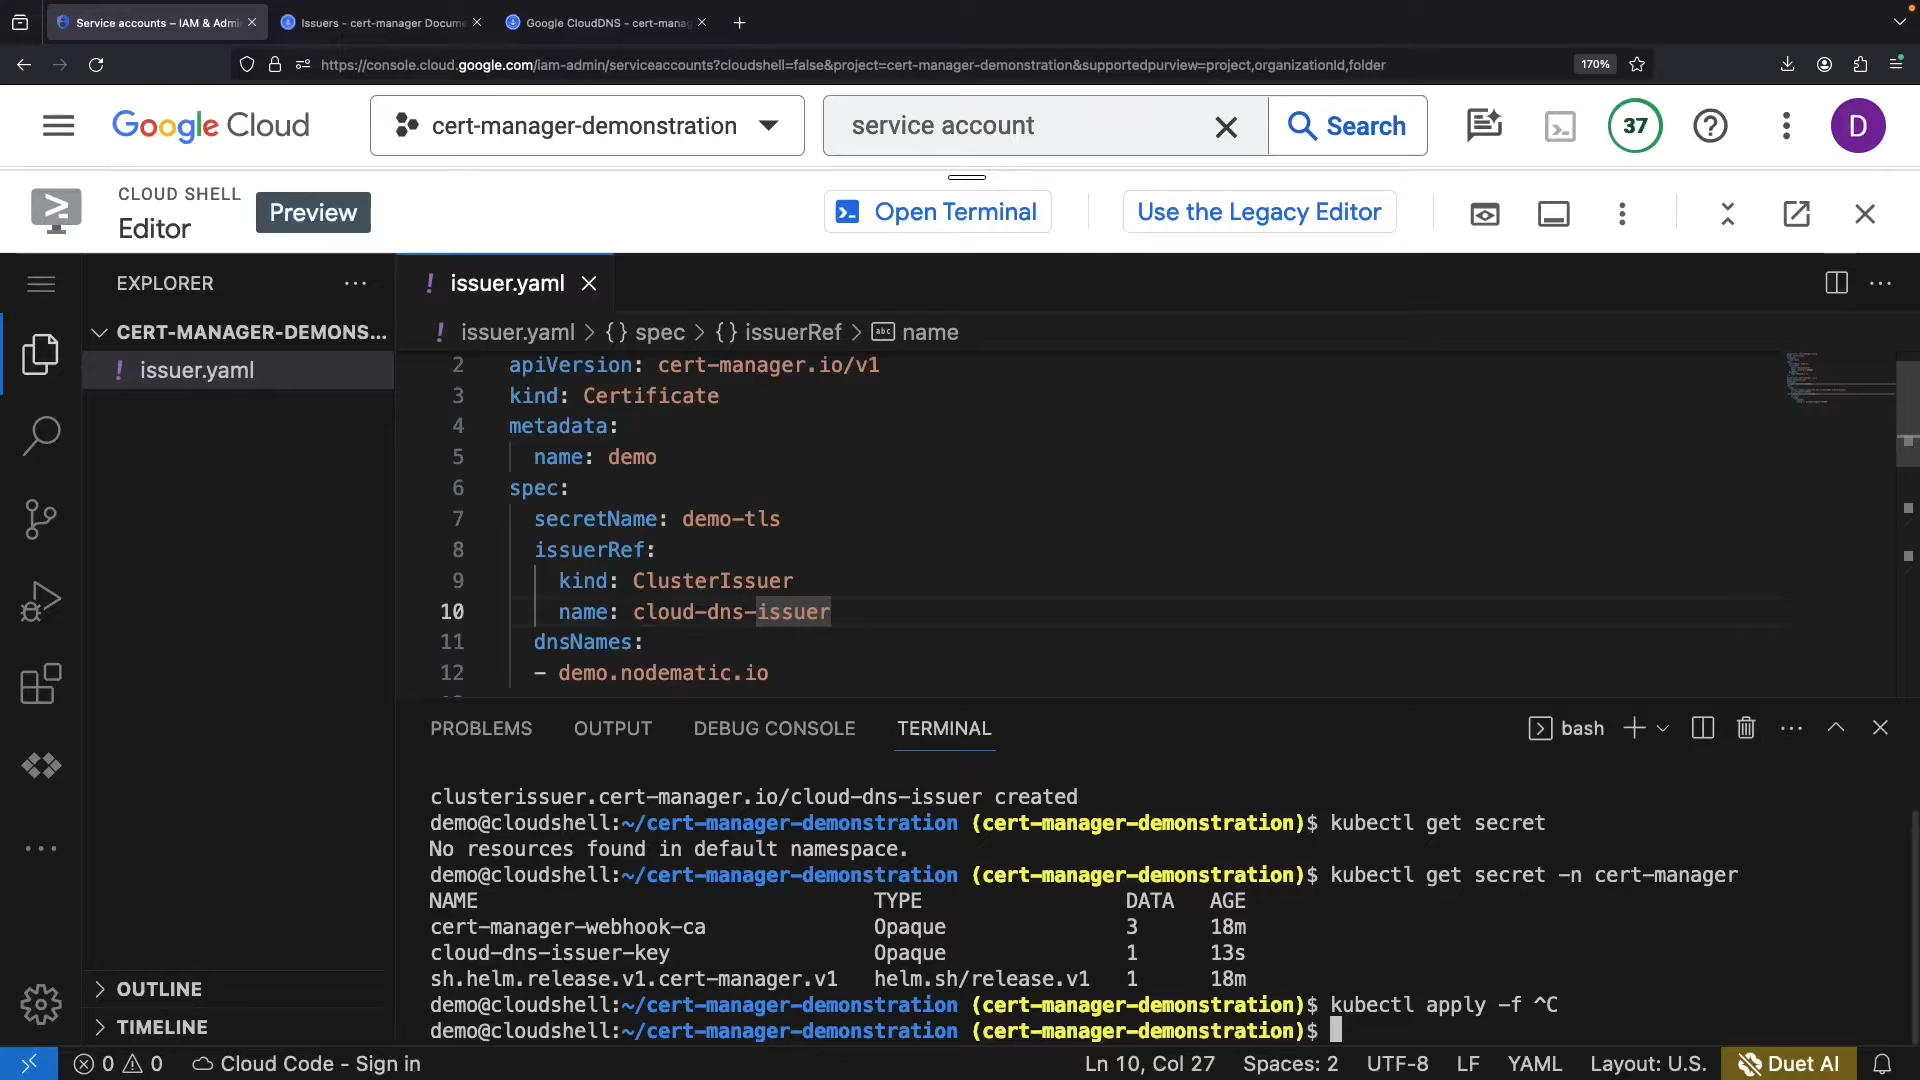 Service accounts – IAM & Admi
Issuers - cert-manager Docume
Google CloudDNS - cert-manag
https://console.cloud.google.com/iam-admin/serviceaccounts?cloudshell=false&project=cert-manager-demonstration&supportedpurview=project,organizationId,folder
170%
Google Cloud
cert-manager-demonstration
service account
Search
37
D
CLOUD SHELL
Editor
Preview
Open Terminal
Use the Legacy Editor
EXPLORER
issuer.yaml
CERT-MANAGER-DEMONS...
issuer.yaml > {} spec > {} issuerRef > abc name
issuer.yaml
2 apiVersion: cert-manager.io/v1
3 kind: Certificate
4 metadata:
5 name: demo
6 spec:
7 secretName: demo-tls
8 issuerRef:
9 kind: ClusterIssuer
10 name: cloud-dns-issuer
11 dnsNames:
12 - demo.nodematic.io
PROBLEMS
OUTPUT
DEBUG CONSOLE
TERMINAL
bash
clusterissuer.cert-manager.io/cloud-dns-issuer created
demo@cloudshell:~/cert-manager-demonstration (cert-manager-demonstration)$ kubectl get secret
No resources found in default namespace.
demo@cloudshell:~/cert-manager-demonstration (cert-manager-demonstration)$ kubectl get secret -n cert-manager
NAME TYPE DATA AGE
cert-manager-webhook-ca Opaque 3 18m
cloud-dns-issuer-key Opaque 1 13s
sh.helm.release.v1.cert-manager.v1 helm.sh/release.v1 1 18m
demo@cloudshell:~/cert-manager-demonstration (cert-manager-demonstration)$ kubectl apply -f ^C
demo@cloudshell:~/cert-manager-demonstration (cert-manager-demonstration)$
OUTLINE
TIMELINE
0 0
Cloud Code - Sign in
Ln 10, Col 27
Spaces: 2
UTF-8
LF
YAML
Layout: U.S.
Duet AI